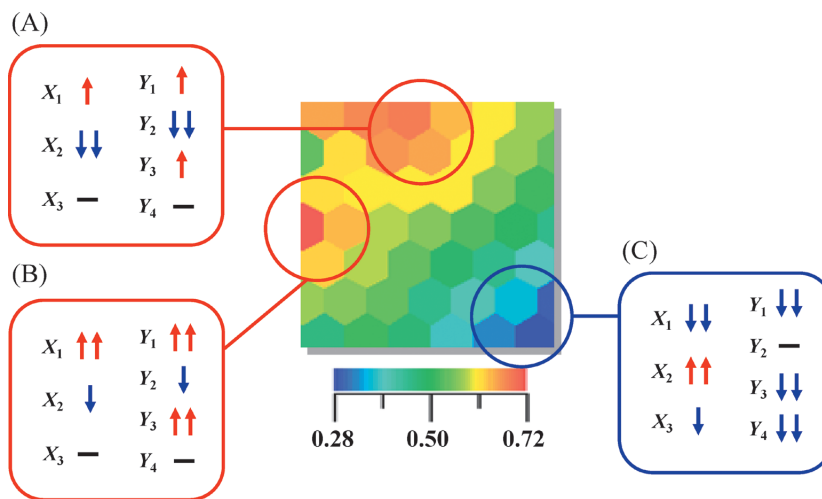 (A)
X₁ ↑
X₂ ↓↓
X₃ –
Y₁ ↑
Y₂ ↓↓
Y₃ ↑
Y₄ –
(B)
X₁ ↑↑
X₂ ↓
X₃ –
Y₁ ↑↑
Y₂ ↓
Y₃ ↑↑
Y₄ –
0.28 0.50 0.72
(C)
X₁ ↓↓
X₂ ↑↑
X₃ ↓
Y₁ ↓↓
Y₂ –
Y₃ ↓↓
Y₄ ↓↓